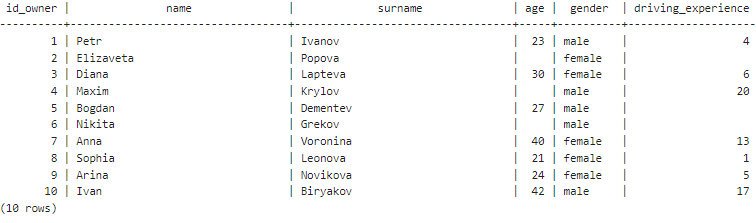 id_owner | name | surname | age | gender | driving_experience
---------+------+---------+-----+--------+-------------------
1 | Petr | Ivanov | 23 | male | 4
2 | Elizaveta | Popova | | female |
3 | Diana | Lapteva | 30 | female | 6
4 | Maxim | Krylov | | male | 20
5 | Bogdan | Dementev | 27 | male |
6 | Nikita | Grekov | | male |
7 | Anna | Voronina | 40 | female | 13
8 | Sophia | Leonova | 21 | female | 1
9 | Arina | Novikova | 24 | female | 5
10 | Ivan | Biryakov | 42 | male | 17
(10 rows)